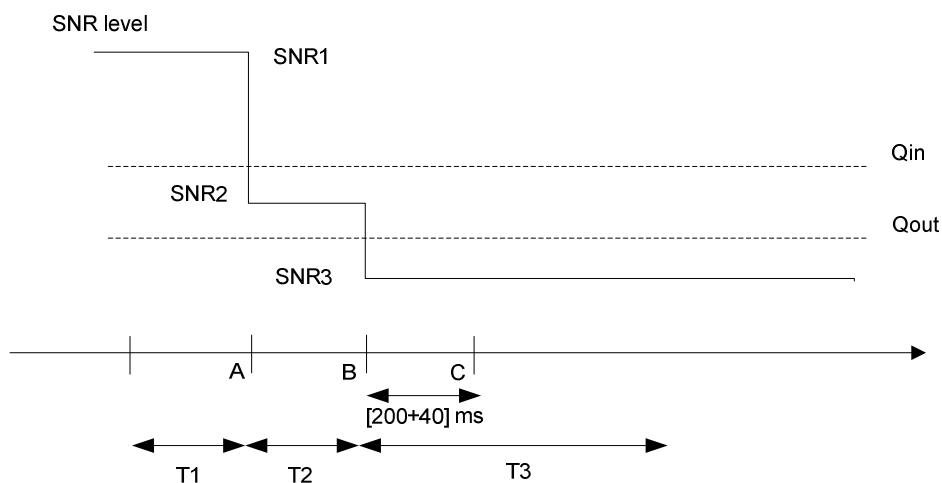 SNR level
SNR1
Qin
SNR2
Qout
SNR3
A
B
C
[200+40] ms
T1
T2
T3